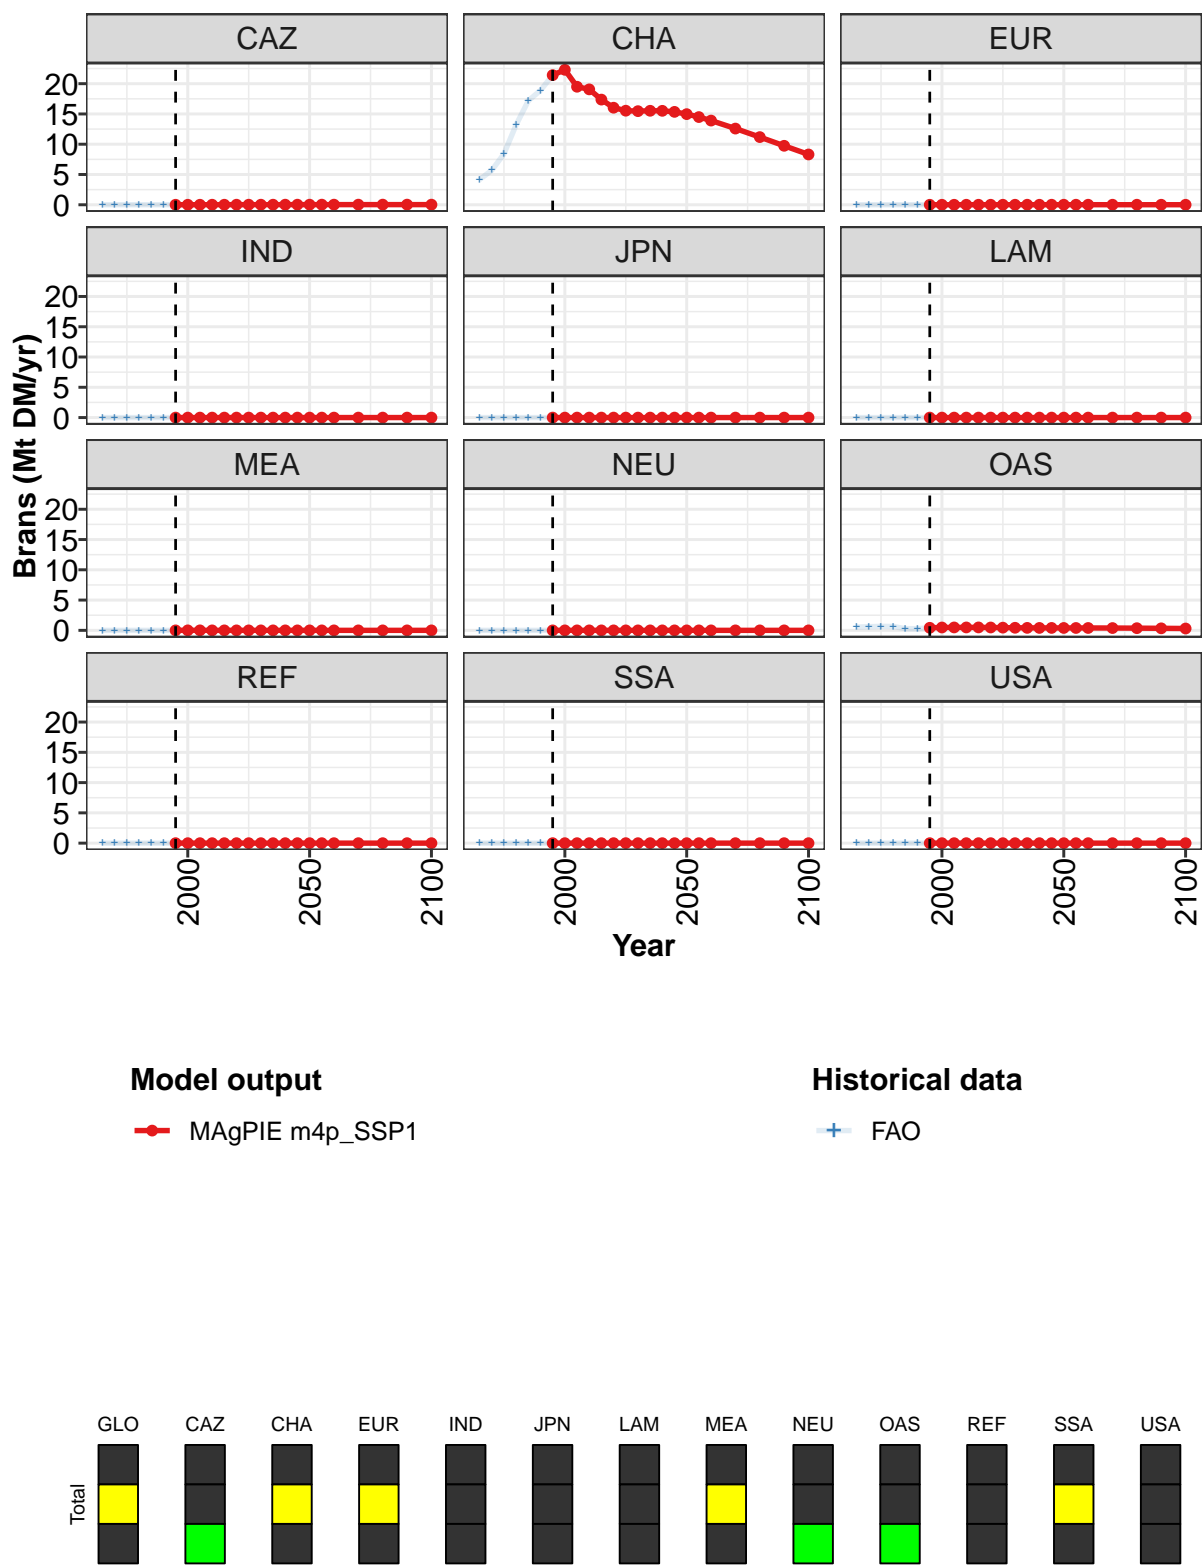 CAZ CHA EUR
20
15
10
5
0
IND JPN LAM
20
15
10
5
0
MEA NEU OAS
20
15
10
5
0
REF SSA USA
20
15
10
5
0
Brans (Mt DM/yr)
2000 2050 2100 2000 2050 2100 2000 2050 2100
Year
Model output Historical data
MAgPIE m4p_SSP1 FAO
GLO CAZ CHA EUR IND JPN LAM MEA NEU OAS REF SSA USA
Total